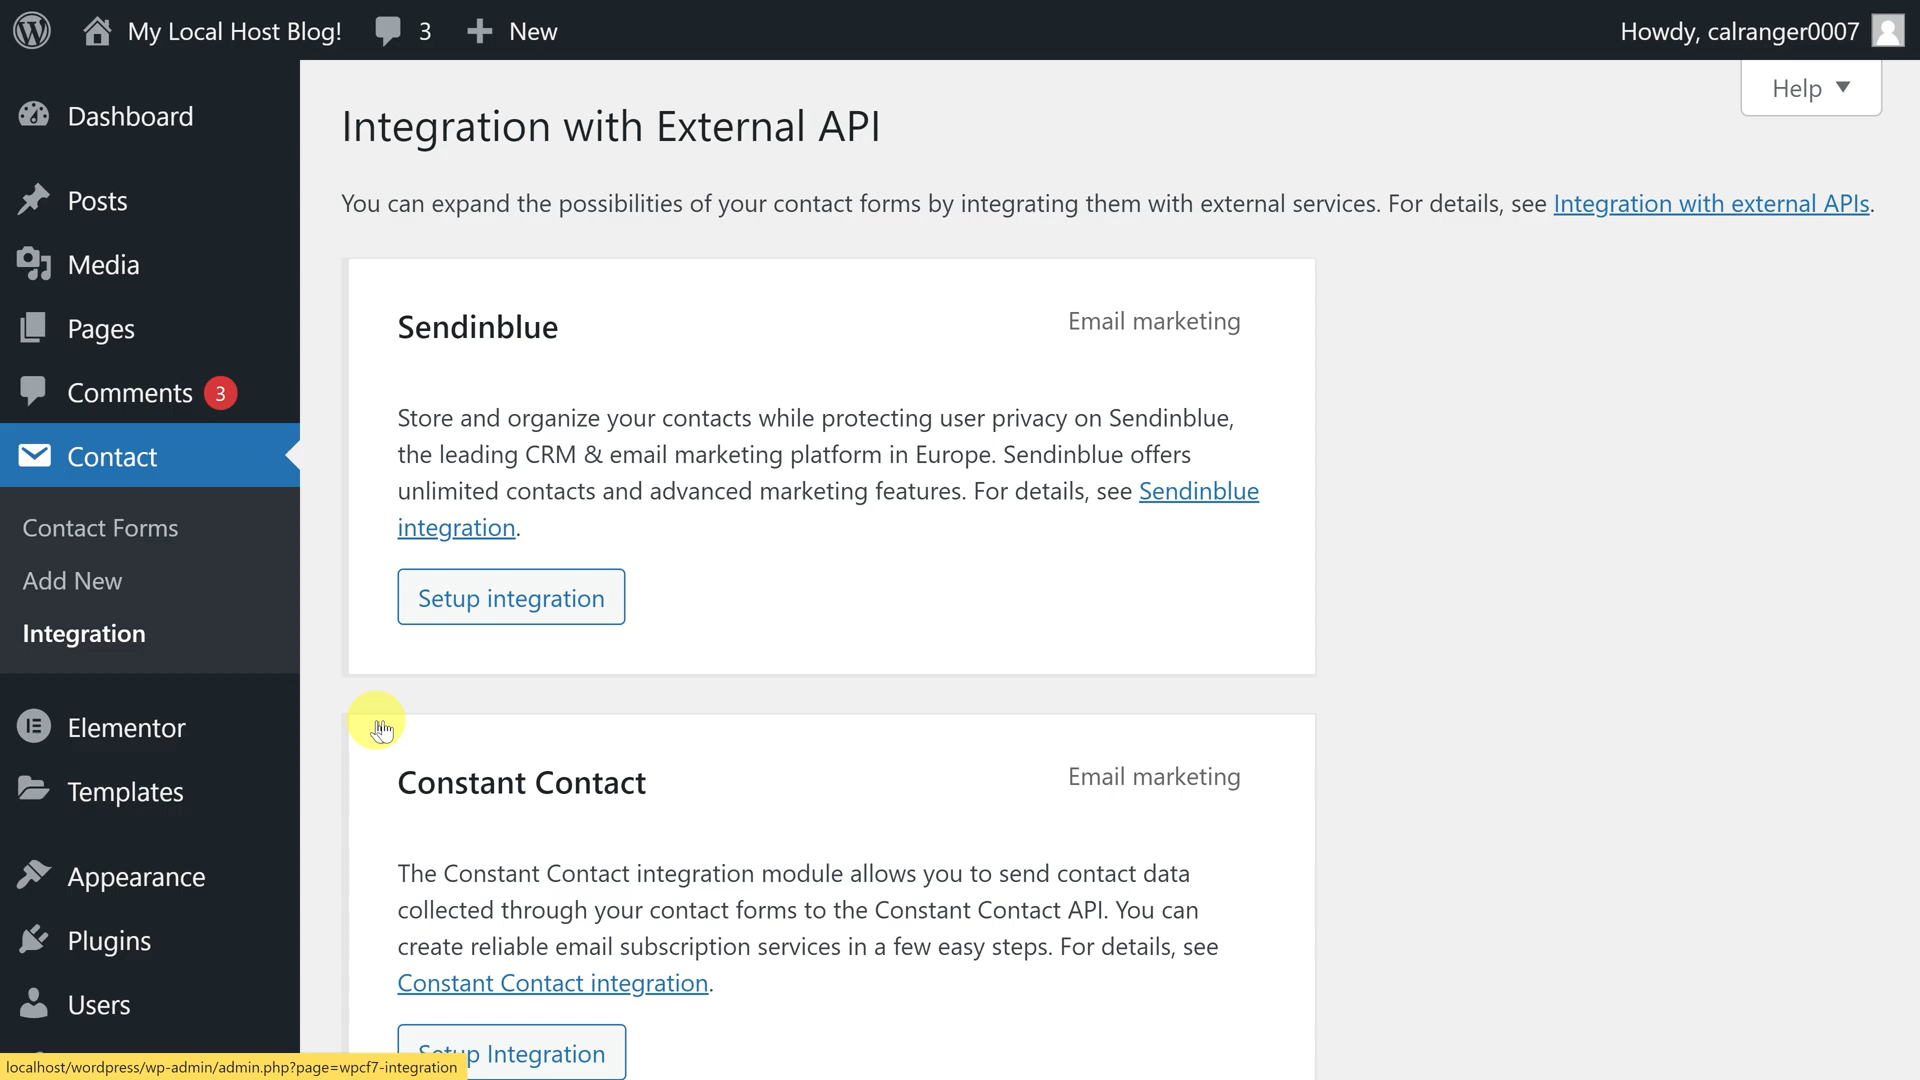 My Local Host Blog!
3
New
Howdy, calranger0007
Help
Dashboard
Posts
Media
Pages
Comments 3
Contact
Contact Forms
Add New
Integration
Elementor
Templates
Appearance
Plugins
Users
Integration with External API
You can expand the possibilities of your contact forms by integrating them with external services. For details, see Integration with external APIs.
Sendinblue
Email marketing
Store and organize your contacts while protecting user privacy on Sendinblue,
the leading CRM & email marketing platform in Europe. Sendinblue offers
unlimited contacts and advanced marketing features. For details, see Sendinblue
integration.
Setup integration
Constant Contact
Email marketing
The Constant Contact integration module allows you to send contact data
collected through your contact forms to the Constant Contact API. You can
create reliable email subscription services in a few easy steps. For details, see
Constant Contact integration.
Setup Integration
localhost/wordpress/wp-admin/admin.php?page=wpcf7-integration